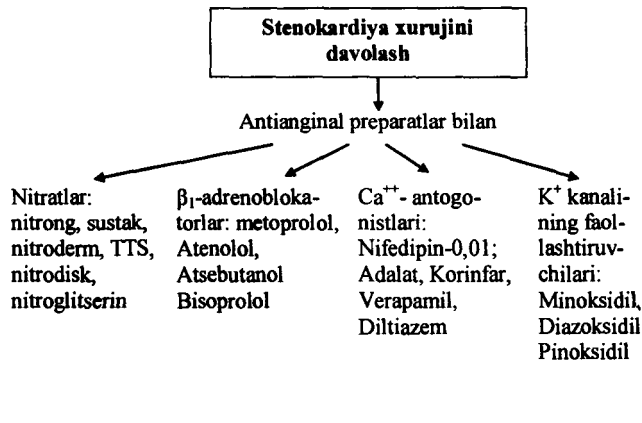 Stenokardiya xurujini
davolash
Antianginal preparatlar bilan
Nitratlar:
nitrong, sustak,
nitroderm, TTS,
nitrodisk,
nitroglitserin
β₁-adrenobloka-
torlar: metoprolol,
Atenolol,
Atsebutanol
Bisoprolol
Ca⁺⁺- antogo-
nistlari:
Nifedipin-0,01;
Adalat, Korinfar,
Verapamil,
Diltiazem
K⁺ kanali-
ning faol-
lashtiruv-
chilari:
Minoksidil,
Diazoksidil
Pinoksidil